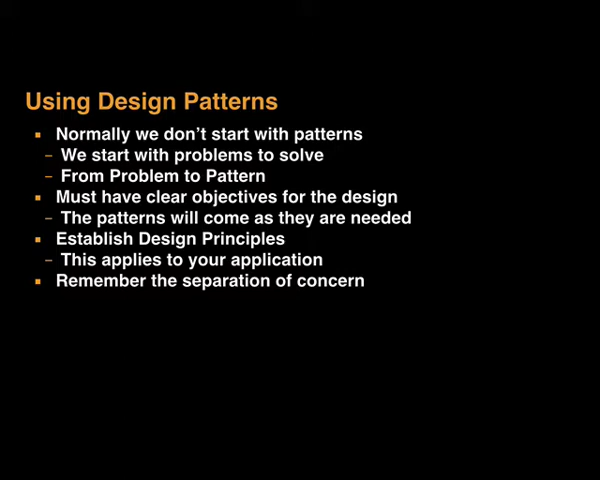 Using Design Patterns
▪ Normally we don't start with patterns
– We start with problems to solve
– From Problem to Pattern
▪ Must have clear objectives for the design
– The patterns will come as they are needed
▪ Establish Design Principles
– This applies to your application
▪ Remember the separation of concern